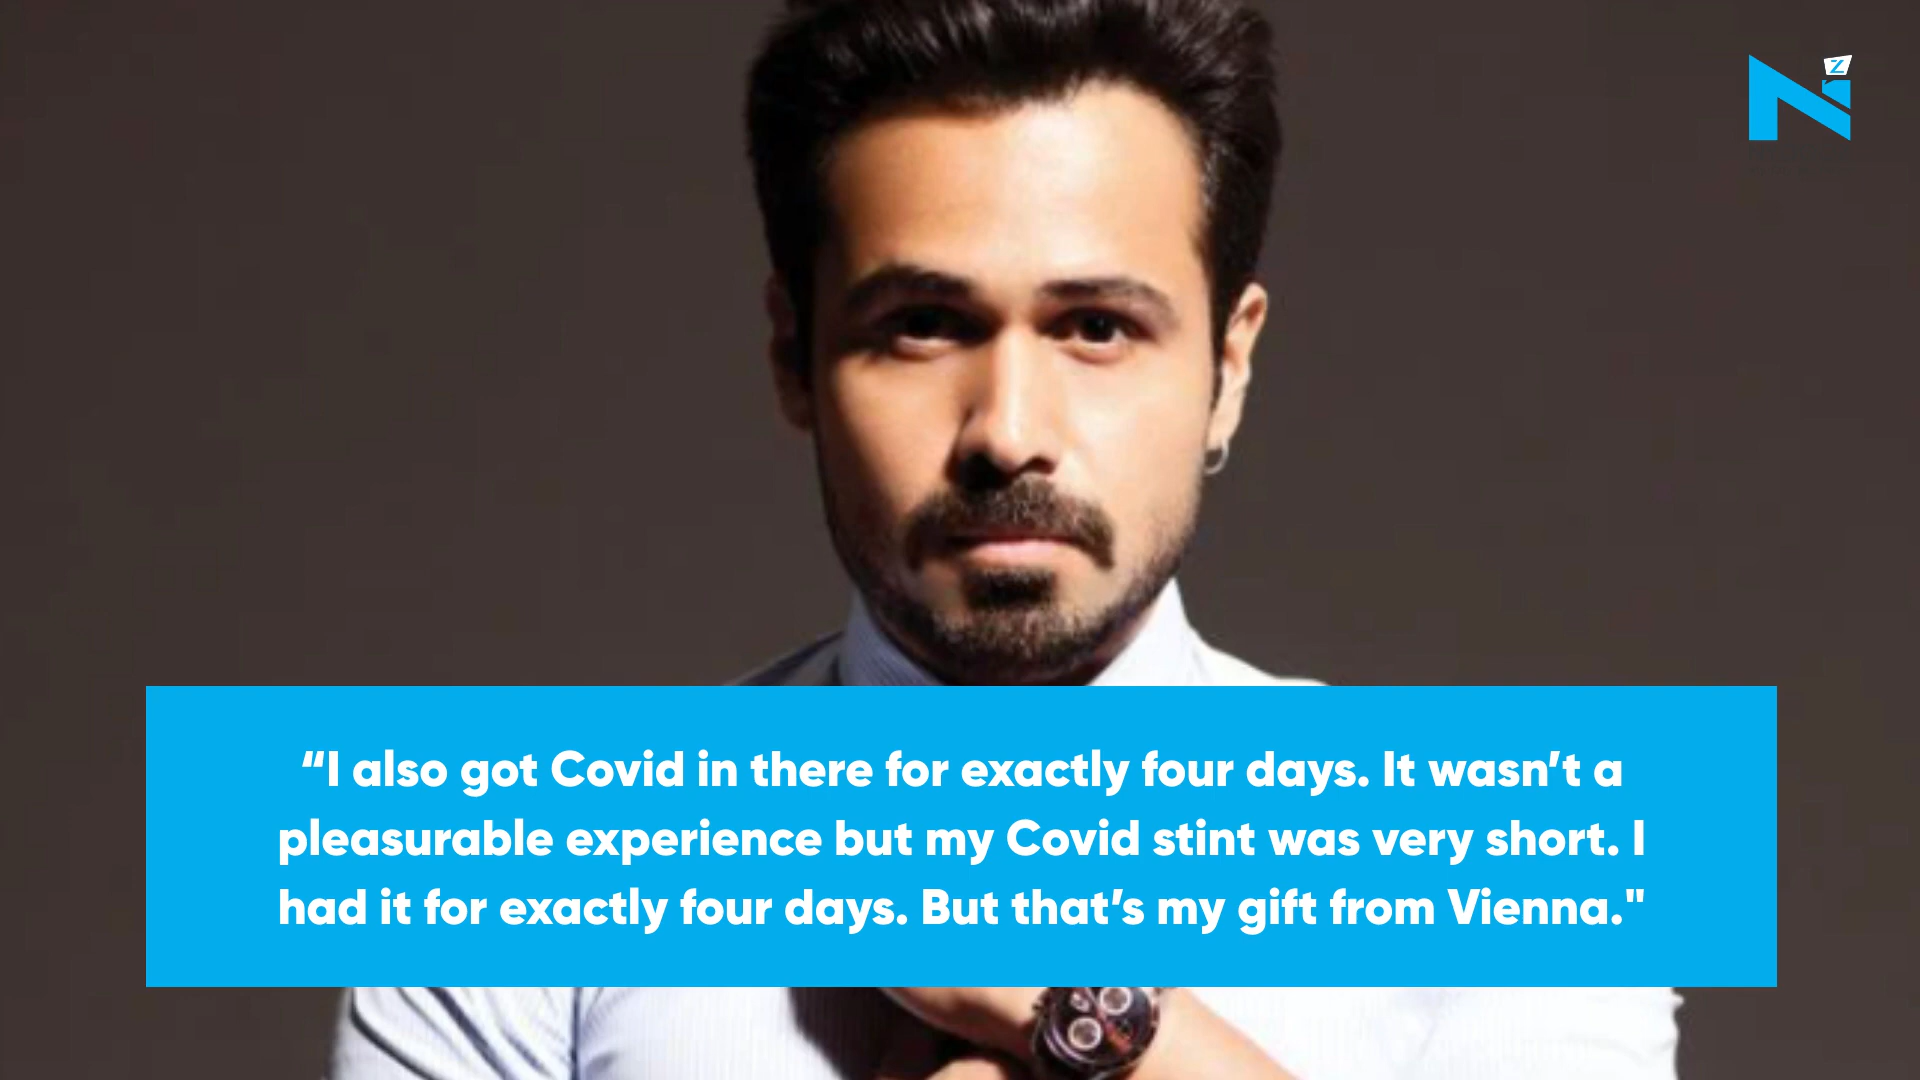 Z
“I also got Covid in there for exactly four days. It wasn’t a
pleasurable experience but my Covid stint was very short. I
had it for exactly four days. But that’s my gift from Vienna."